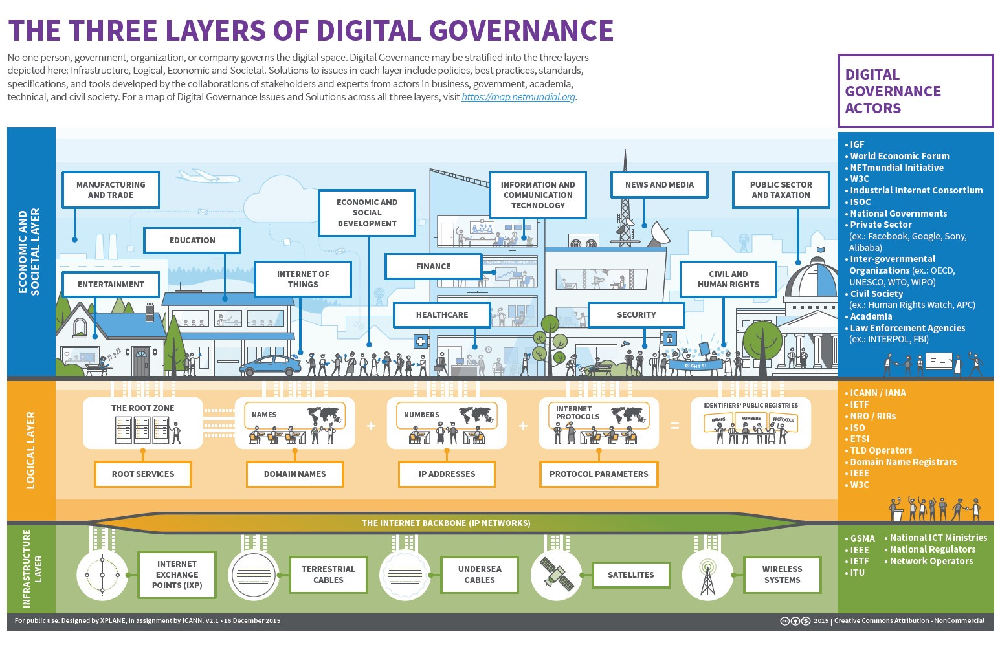 THE THREE LAYERS OF DIGITAL GOVERNANCE
No one person, government, organization, or company governs the digital space. Digital Governance may be stratified into the three layers
depicted here: Infrastructure, Logical, Economic and Societal. Solutions to issues in each layer include policies, best practices, standards,
specifications, and tools developed by the collaborations of stakeholders and experts from actors in business, government, academia,
technical, and civil society. For a map of Digital Governance Issues and Solutions across all three layers, visit https://map.netmundial.org.
DIGITAL
GOVERNANCE
ACTORS
ECONOMIC AND
SOCIETAL LAYER
MANUFACTURING
AND TRADE
EDUCATION
ENTERTAINMENT
INTERNET OF
THINGS
ECONOMIC AND
SOCIAL
DEVELOPMENT
FINANCE
HEALTHCARE
INFORMATION AND
COMMUNICATION
TECHNOLOGY
NEWS AND MEDIA
SECURITY
CIVIL AND
HUMAN RIGHTS
PUBLIC SECTOR
AND TAXATION
RIGHTS!
• IGF
• World Economic Forum
• NETmundial Initiative
• W3C
• Industrial Internet Consortium
• ISOC
• National Governments
• Private Sector
(ex.: Facebook, Google, Sony,
Alibaba)
• Inter-governmental
Organizations (ex.: OECD,
UNESCO, WTO, WIPO)
• Civil Society
(ex.: Human Rights Watch, APC)
• Academia
• Law Enforcement Agencies
(ex.: INTERPOL, FBI)
LOGICAL LAYER
THE ROOT ZONE
ROOT SERVICES
NAMES
DOMAIN NAMES
+
NUMBERS
IP ADDRESSES
+
INTERNET
PROTOCOLS
PROTOCOL PARAMETERS
=
IDENTIFIERS' PUBLIC REGISTRIES
NAMES
NUMBERS
PROTOCOLS
• ICANN / IANA
• IETF
• NRO / RIRs
• ISO
• ETSI
• TLD Operators
• Domain Name Registrars
• IEEE
• W3C
THE INTERNET BACKBONE (IP NETWORKS)
INFRASTRUCTURE
LAYER
INTERNET
EXCHANGE
POINTS (IXP)
TERRESTRIAL
CABLES
UNDERSEA
CABLES
SATELLITES
WIRELESS
SYSTEMS
• GSMA
• IEEE
• IETF
• ITU
• National ICT Ministries
• National Regulators
• Network Operators
For public use. Designed by XPLANE, in assignment by ICANN. v2.1 • 16 December 2015
cc 2015 | Creative Commons Attribution - NonCommercial